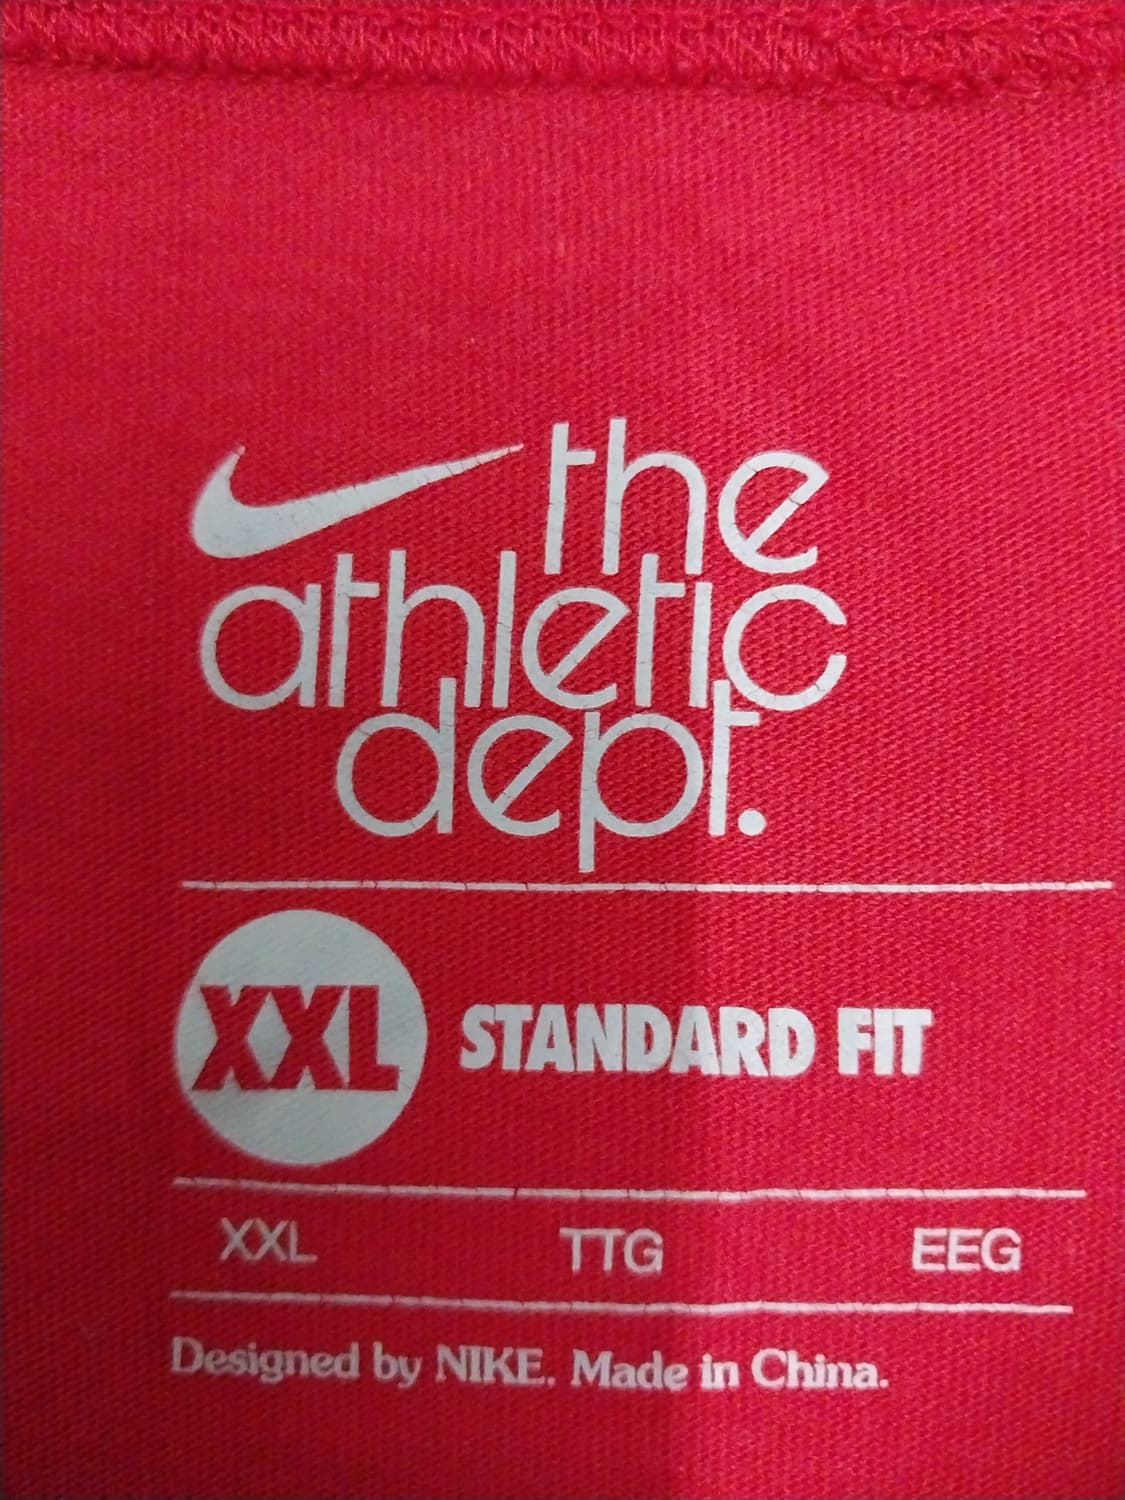 the
athletic
dept.
XXL STANDARD FIT
XXL TTG EEG
Designed by NIKE. Made in China.